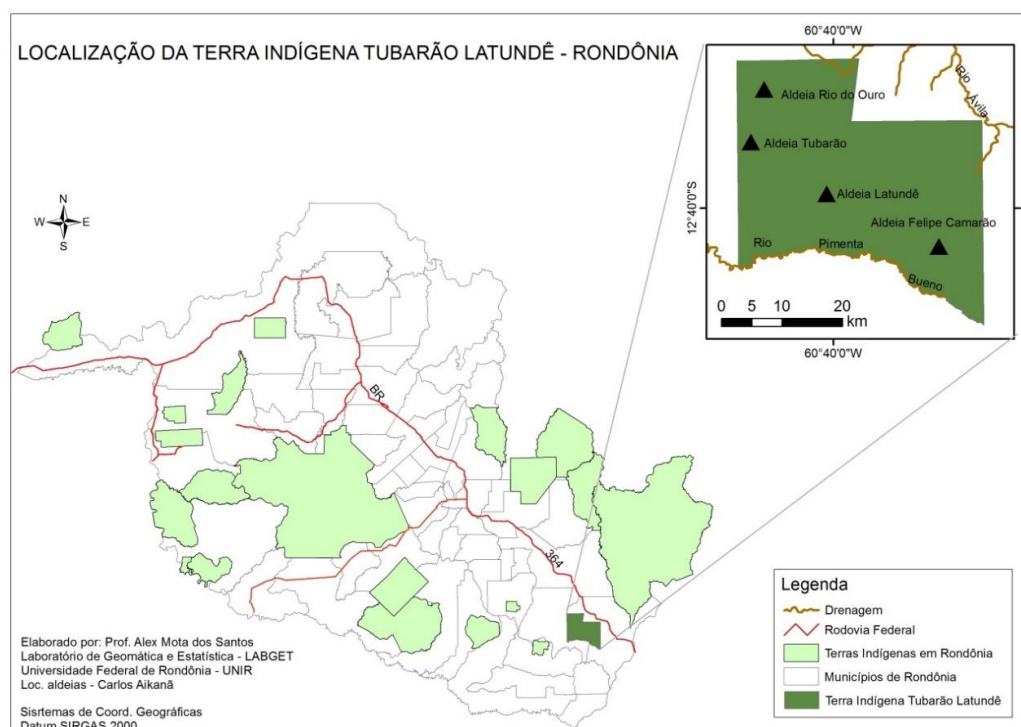 LOCALIZAÇÃO DA TERRA INDÍGENA TUBARÃO LATUNDÊ - RONDÔNIA
60°40'0"W
Rio
Ávila
Aldeia Rio do Ouro
Aldeia Tubarão
12°40'0"S
Aldeia Latundê
Aldeia Felipe Camarão
Rio
Pimenta
Bueno
0 5 10 20
km
60°40'0"W
N
W E
S
BR
364
Legenda
Drenagem
Rodovia Federal
Terras Indígenas em Rondônia
Municípios de Rondônia
Terra Indígena Tubarão Latundê
Elaborado por: Prof. Alex Mota dos Santos
Laboratório de Geomática e Estatística - LABGET
Universidade Federal de Rondônia - UNIR
Loc. aldeias - Carlos Aikanã
Sisrtemas de Coord. Geográficas
Datum SIRGAS 2000